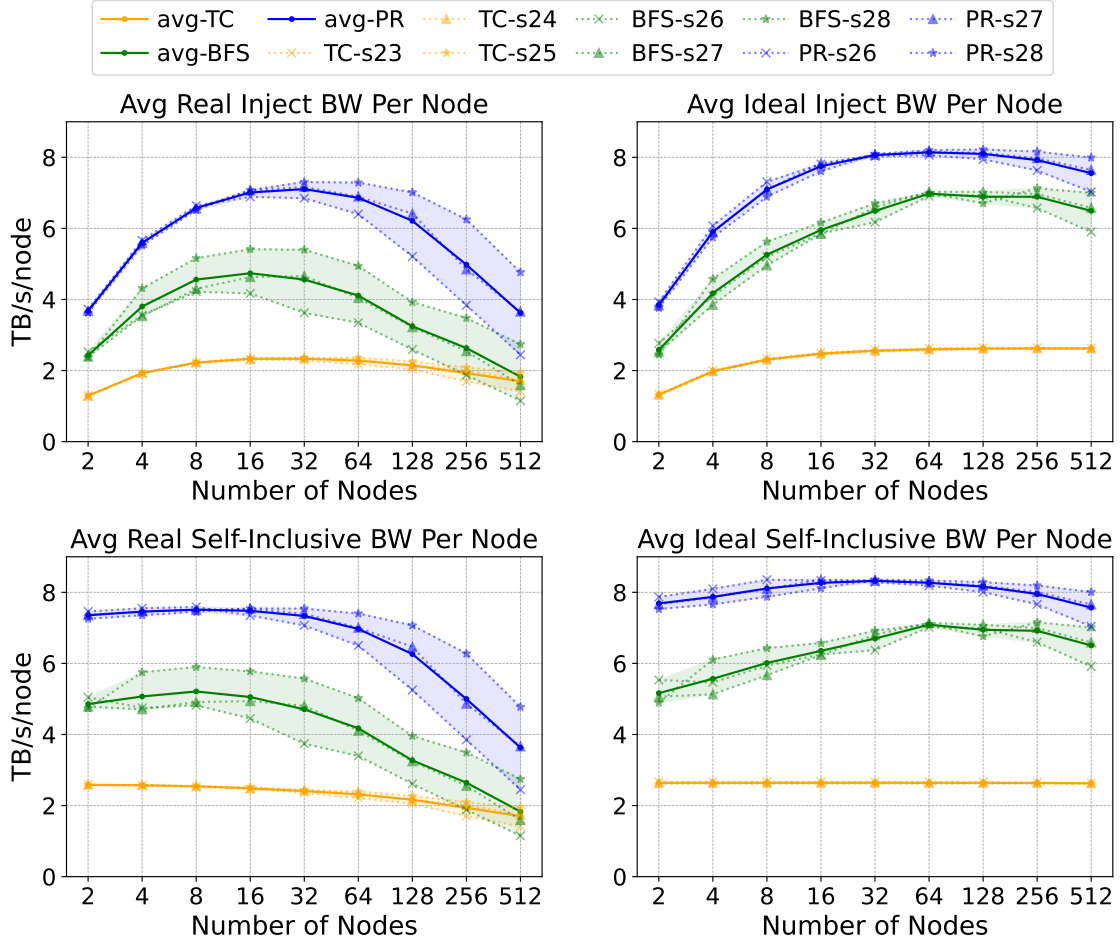 avg-TC avg-PR TC-s24 BFS-s26 BFS-s28 PR-s27
avg-BFS TC-s23 TC-s25 BFS-s27 PR-s26 PR-s28
Avg Real Inject BW Per Node
TB/s/node
8
6
4
2
0
2 4 8 16 32 64 128 256 512
Number of Nodes
Avg Ideal Inject BW Per Node
8
6
4
2
0
2 4 8 16 32 64 128 256 512
Number of Nodes
Avg Real Self-Inclusive BW Per Node
TB/s/node
8
6
4
2
0
2 4 8 16 32 64 128 256 512
Number of Nodes
Avg Ideal Self-Inclusive BW Per Node
8
6
4
2
0
2 4 8 16 32 64 128 256 512
Number of Nodes